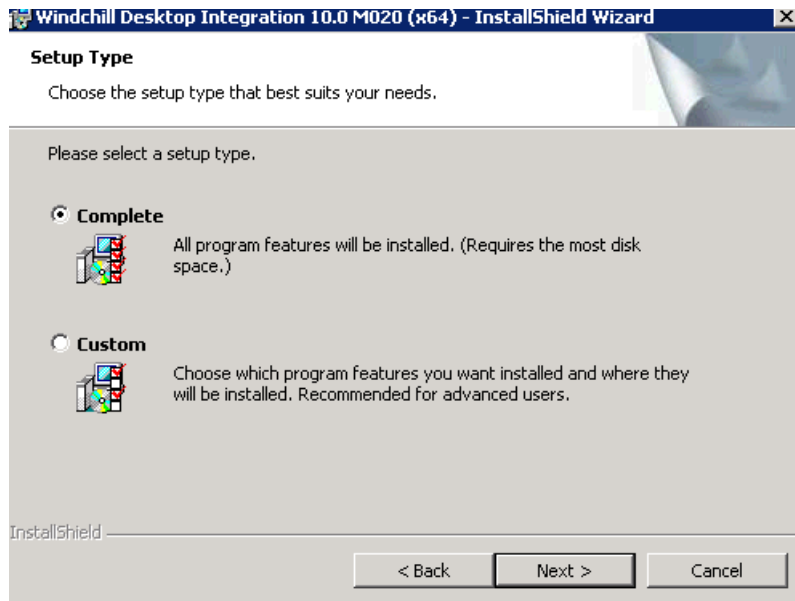 Windchill Desktop Integration 10.0 M020 (x64) - InstallShield Wizard
Setup Type
Choose the setup type that best suits your needs.
Please select a setup type.
Complete
All program features will be installed. (Requires the most disk
space.)
Custom
Choose which program features you want installed and where they
will be installed. Recommended for advanced users.
InstallShield
< Back
Next >
Cancel